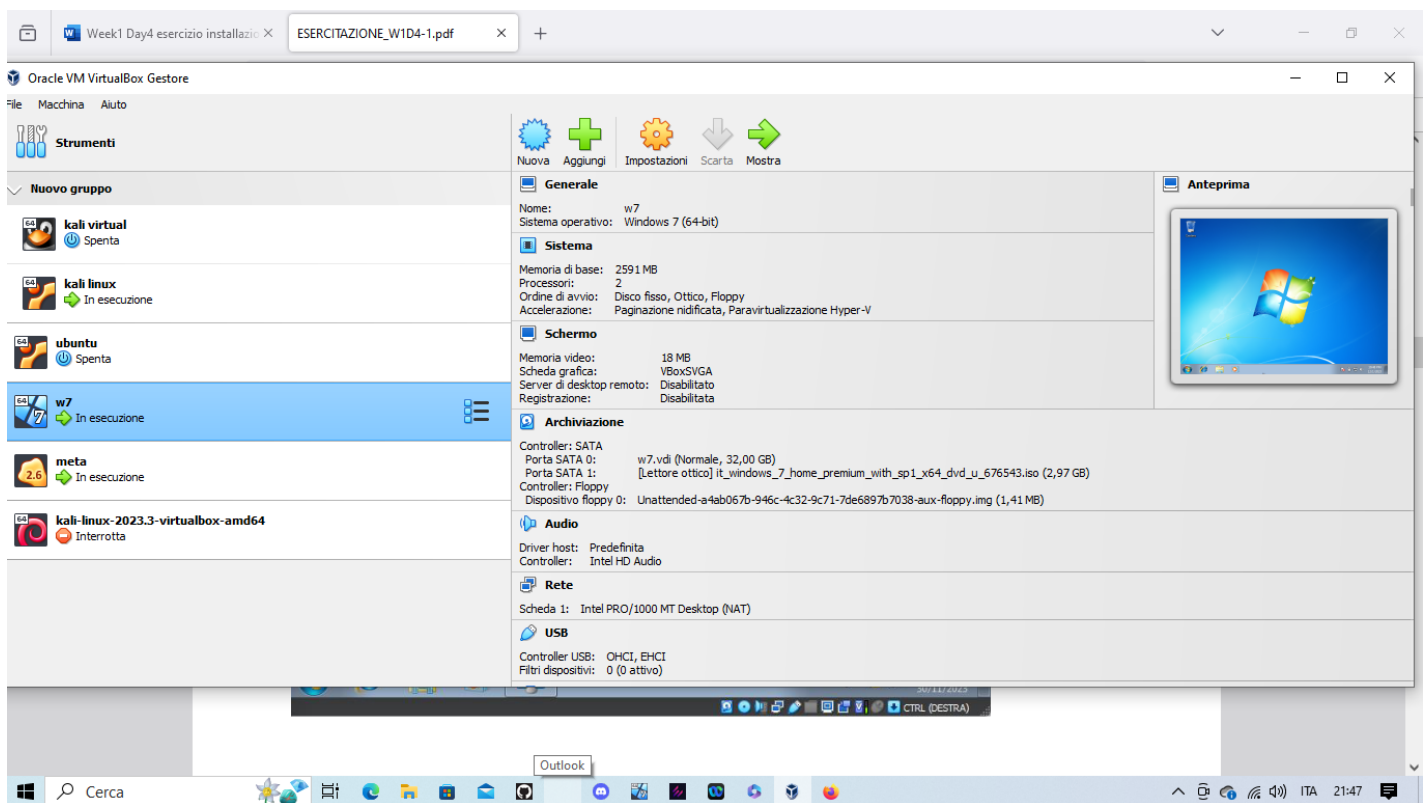 Week1 Day4 esercizio installazio
ESERCITAZIONE_W1D4-1.pdf
Oracle VM VirtualBox Gestore
File Macchina Aiuto
Strumenti
Nuova Aggiungi Impostazioni Scarta Mostra
Nuovo gruppo
kali virtual
Spenta
kali linux
In esecuzione
ubuntu
Spenta
w7
In esecuzione
meta
In esecuzione
kali-linux-2023.3-virtualbox-amd64
Interrotta
Generale
Nome: w7
Sistema operativo: Windows 7 (64-bit)
Sistema
Memoria di base: 2591 MB
Processori: 2
Ordine di avvio: Disco fisso, Ottico, Floppy
Accelerazione: Paginazione nidificata, Paravirtualizzazione Hyper-V
Schermo
Memoria video: 18 MB
Scheda grafica: VBoxSVGA
Server di desktop remoto: Disabilitato
Registrazione: Disabilitata
Archiviazione
Controller: SATA
Porta SATA 0: w7.vdi (Normale, 32,00 GB)
Porta SATA 1: [Lettore ottico] it_windows_7_home_premium_with_sp1_x64_dvd_u_676543.iso (2,97 GB)
Controller: Floppy
Dispositivo floppy 0: Unattended-a4ab067b-946c-4c32-9c71-7de6897b7038-aux-floppy.img (1,41 MB)
Audio
Driver host: Predefinita
Controller: Intel HD Audio
Rete
Scheda 1: Intel PRO/1000 MT Desktop (NAT)
USB
Controller USB: OHCI, EHCI
Filtri dispositivi: 0 (0 attivo)
Anteprima
30/11/2023
CTRL (DESTRA)
Outlook
Cerca
ITA 21:47